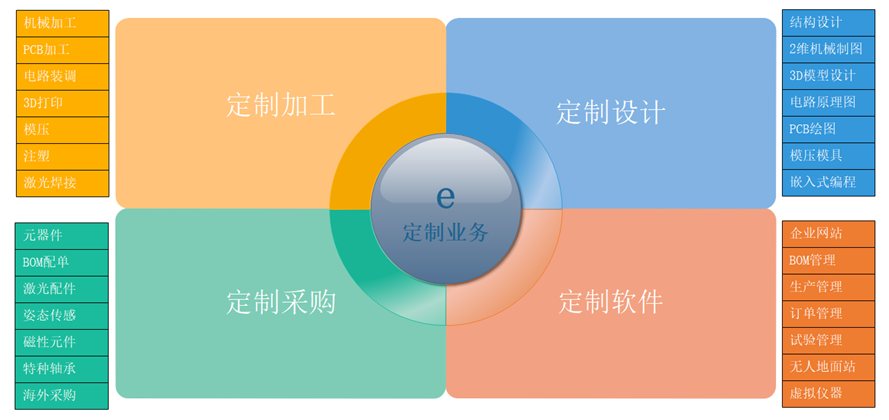 机械加工
PCB加工
电路装调
3D打印
模压
注塑
激光焊接
定制加工
定制设计
结构设计
2维机械制图
3D模型设计
电路原理图
PCB绘图
模压模具
嵌入式编程
e
定制业务
元器件
BOM配单
激光配件
姿态传感
磁性元件
特种轴承
海外采购
定制采购
定制软件
企业网站
BOM管理
生产管理
订单管理
试验管理
无人地面站
虚拟仪器